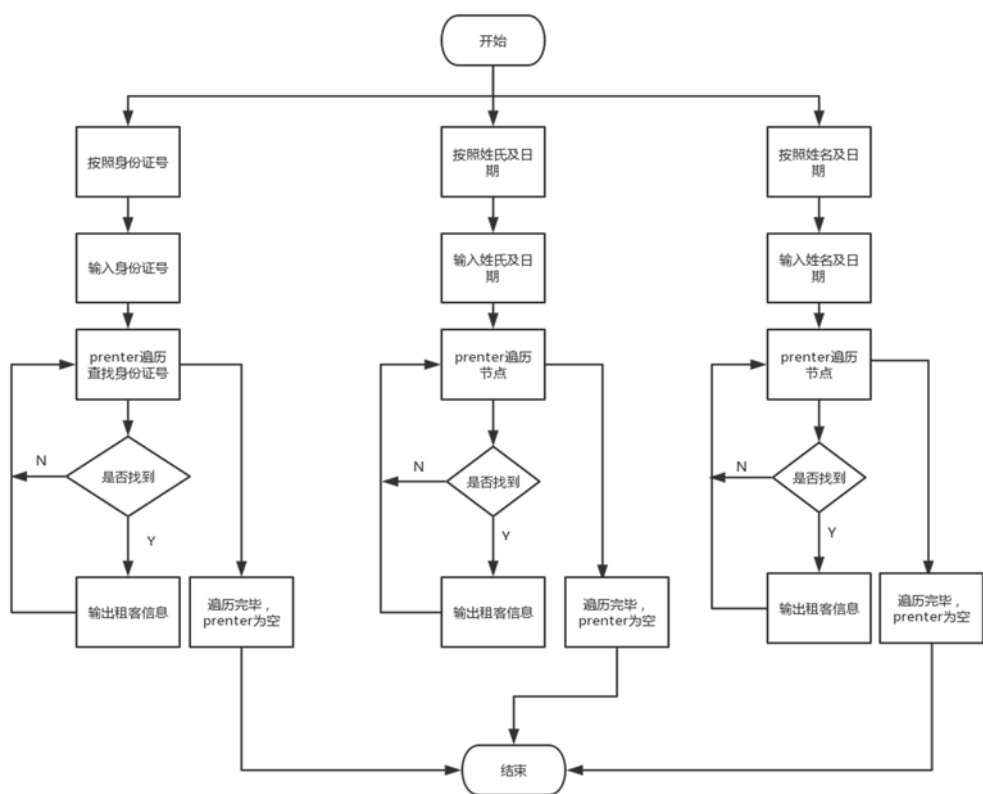 开始
按照身份证号
按照姓氏及日
期
按照姓名及日
期
输入身份证号
输入姓氏及日
期
输入姓名及日
期
prenter遍历
查找身份证号
prenter遍历
节点
prenter遍历
节点
N
是否找到
N
是否找到
N
是否找到
Y
Y
Y
输出租客信息
遍历完毕，
prenter为空
输出租客信息
遍历完毕，
prenter为空
输出租客信息
遍历完毕，
prenter为空
结束